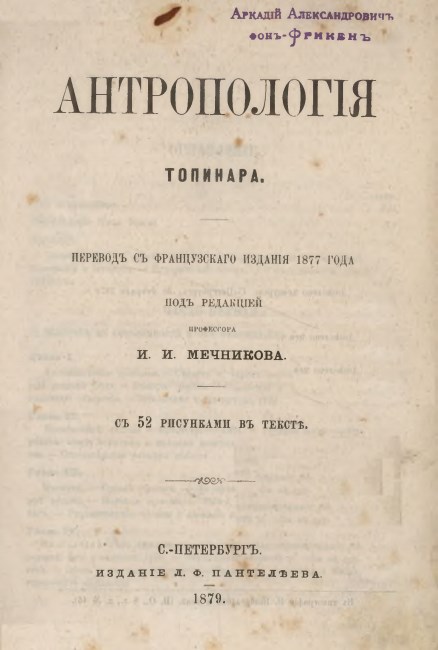 Аркадій Александровичъ
фонъ-Фрикенъ
АНТРОПОЛОГІЯ
ТОПИНАРА.
ПЕРЕВОДЪ СЪ ФРАНЦУЗСКАГО ИЗДАНІЯ 1877 ГОДА
ПОДЪ РЕДАКЦІЕЙ
ПРОФЕССОРА
И. И. МЕЧНИКОВА.
СЪ 52 РИСУНКАМИ ВЪ ТЕКСТѢ.
С.-ПЕТЕРБУРГЪ.
ИЗДАНІЕ Л. Ф. ПАНТЕЛѢЕВА.
1879.